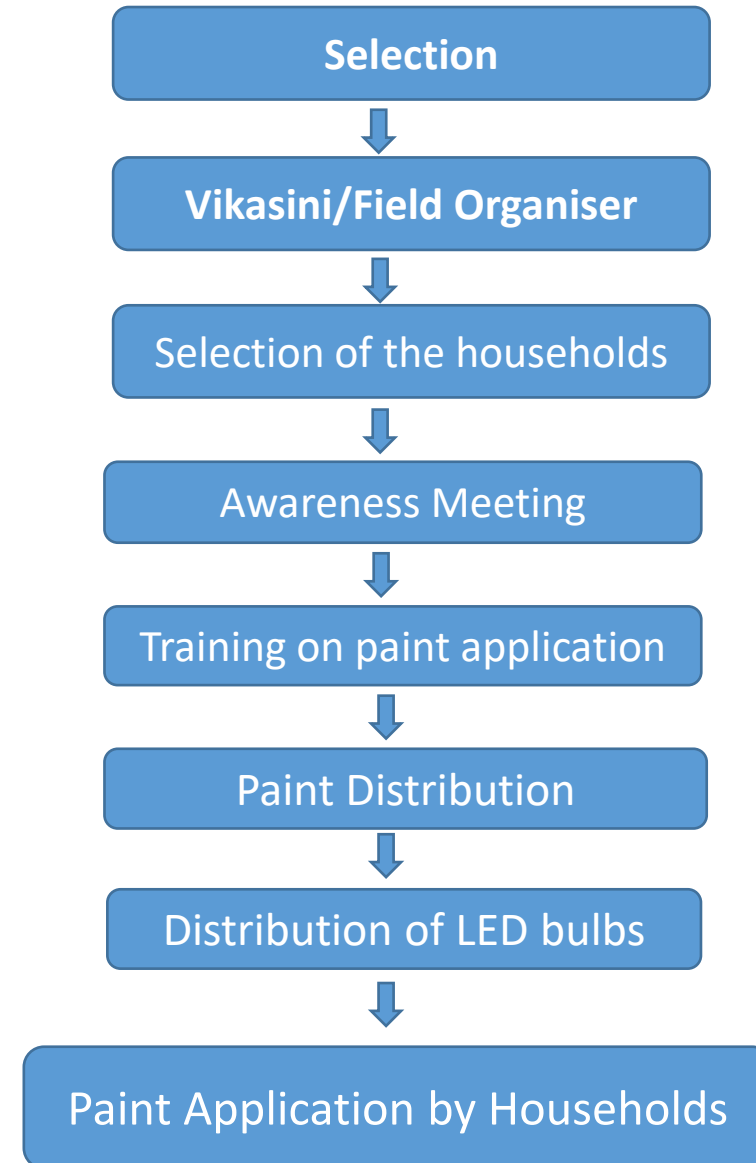 Selection
Vikasini/Field Organiser
Selection of the households
Awareness Meeting
Training on paint application
Paint Distribution
Distribution of LED bulbs
Paint Application by Households